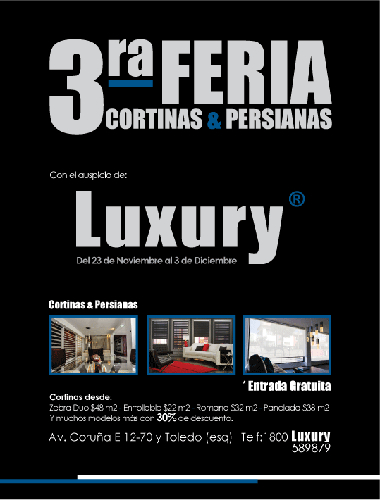 3ra FERIA
CORTINAS & PERSIANAS
Con el auspicio de:
Luxury®
Del 23 de Noviembre al 3 de Diciembre
Cortinas & Persianas
* Entrada Gratuita
Cortinas desde:
Zebra Duo $48 m2 - Enrollable $22 m2 - Romana $32 m2 - Panelada $38 m2
Y muchos modelos más con 30% de descuento.
Av. Coruña E 12-70 y Toledo (esq) Telf:1800 Luxury
589879